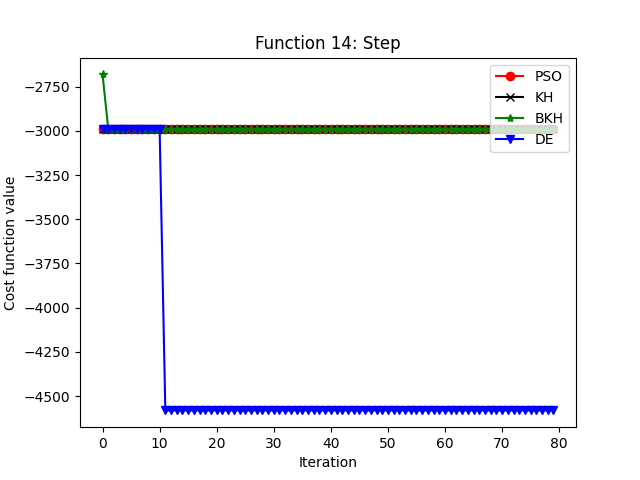 Function 14: Step
Cost function value
−2750
−3000
−3250
−3500
−3750
−4000
−4250
−4500
0 10 20 30 40 50 60 70 80
Iteration
PSO
KH
BKH
DE